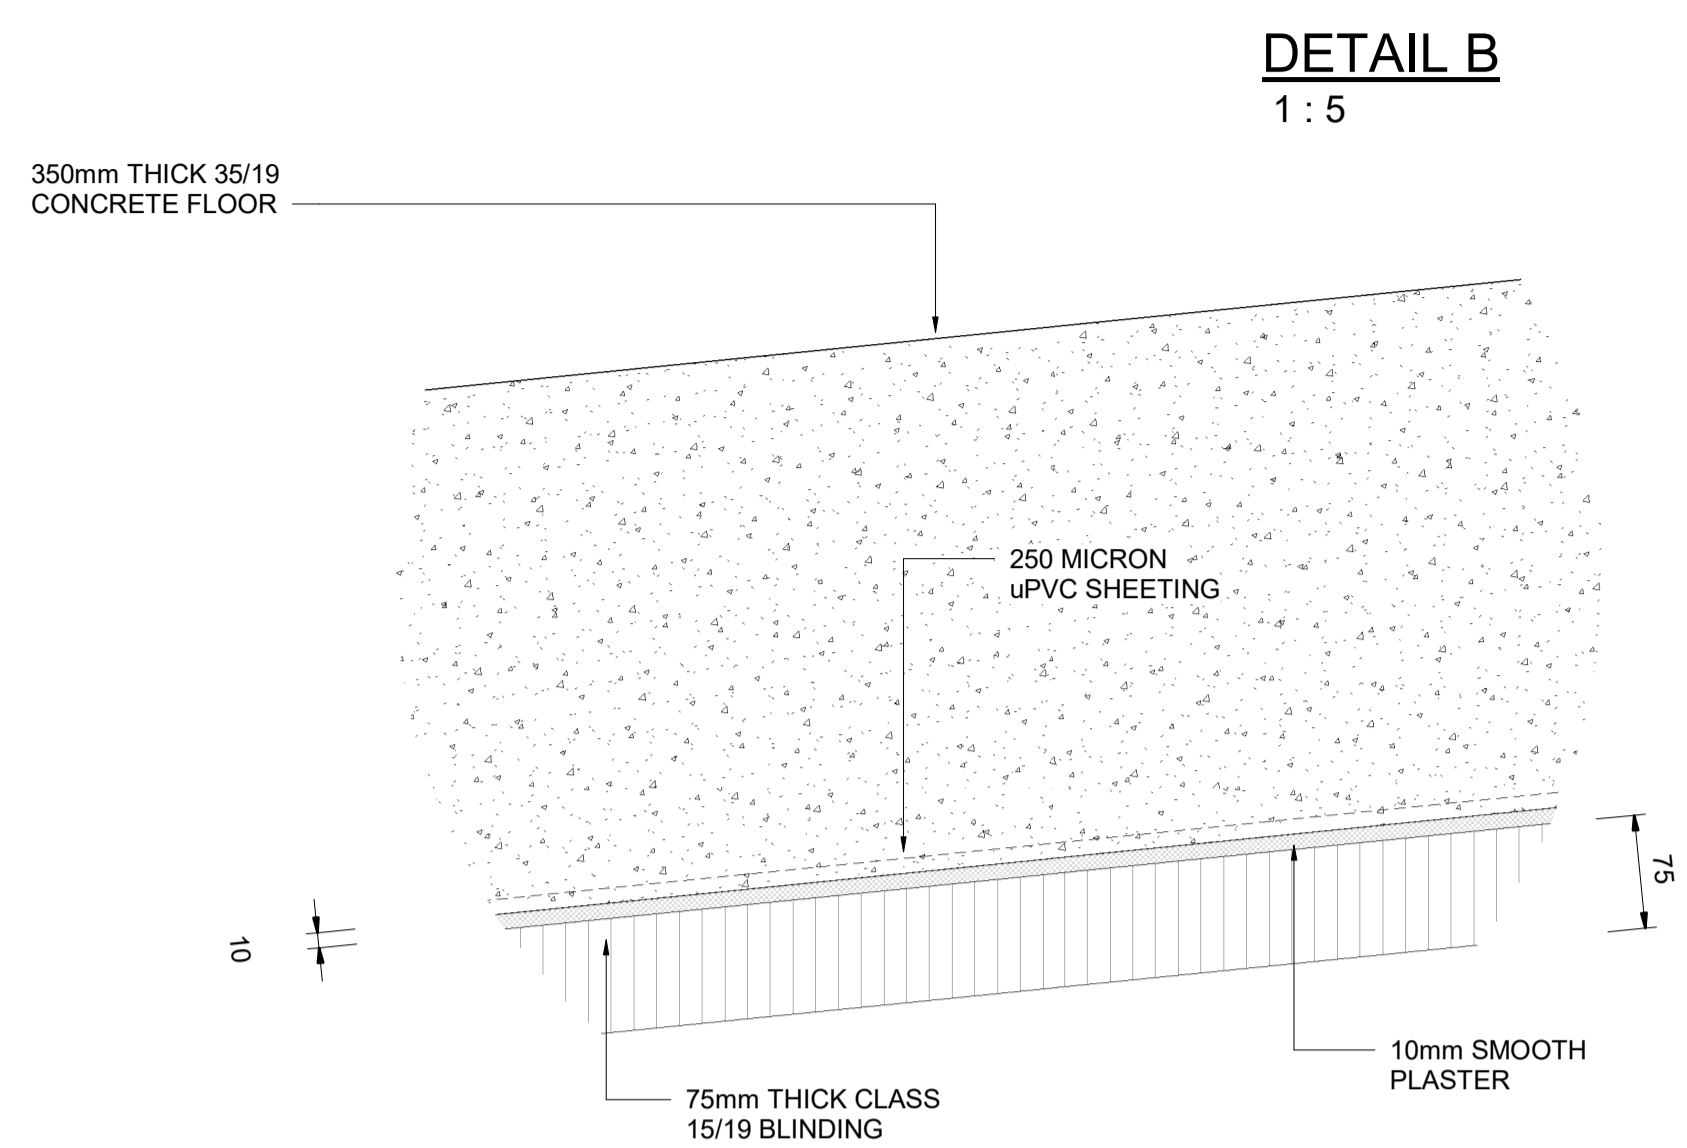 DETAIL B
1 : 5
350mm THICK 35/19
CONCRETE FLOOR
250 MICRON
uPVC SHEETING
75
10
10mm SMOOTH
PLASTER
75mm THICK CLASS
15/19 BLINDING